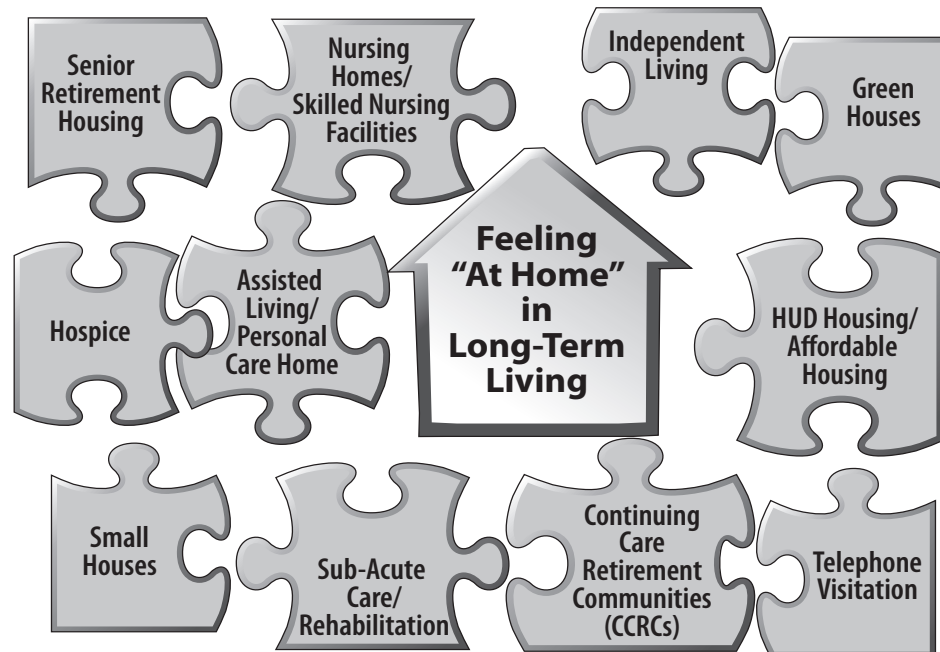 Senior
Retirement
Housing
Nursing
Homes/
Skilled Nursing
Facilities
Independent
Living
Green
Houses
Hospice
Assisted
Living/
Personal
Care Home
Feeling
“At Home”
in
Long-Term
Living
HUD Housing/
Affordable
Housing
Small
Houses
Sub-Acute
Care/
Rehabilitation
Continuing
Care
Retirement
Communities
(CCRCs)
Telephone
Visitation